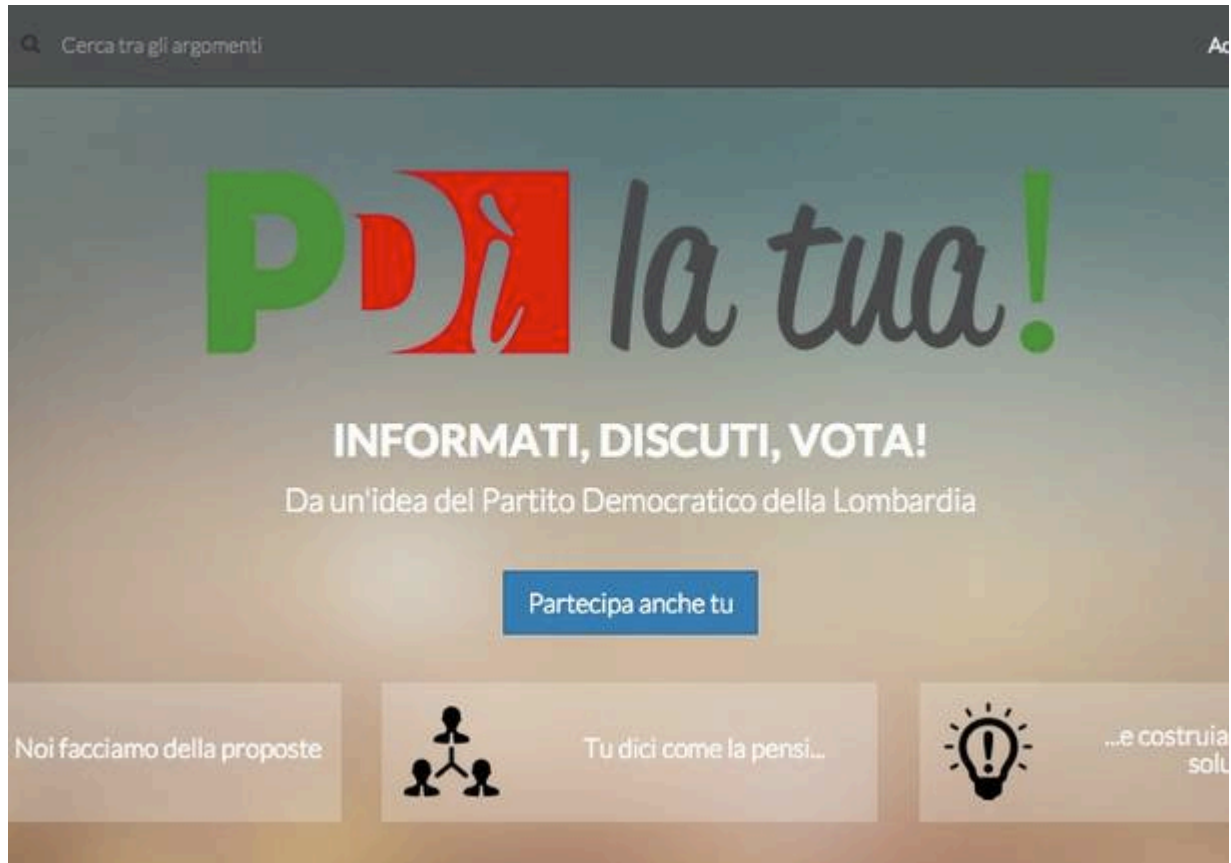 Cerca tra gli argomenti
PDì la tua!
INFORMATI, DISCUTI, VOTA!
Da un'idea del Partito Democratico della Lombardia
Partecipa anche tu
Noi facciamo della proposte
Tu dici come la pensi...
...e costruia
solu